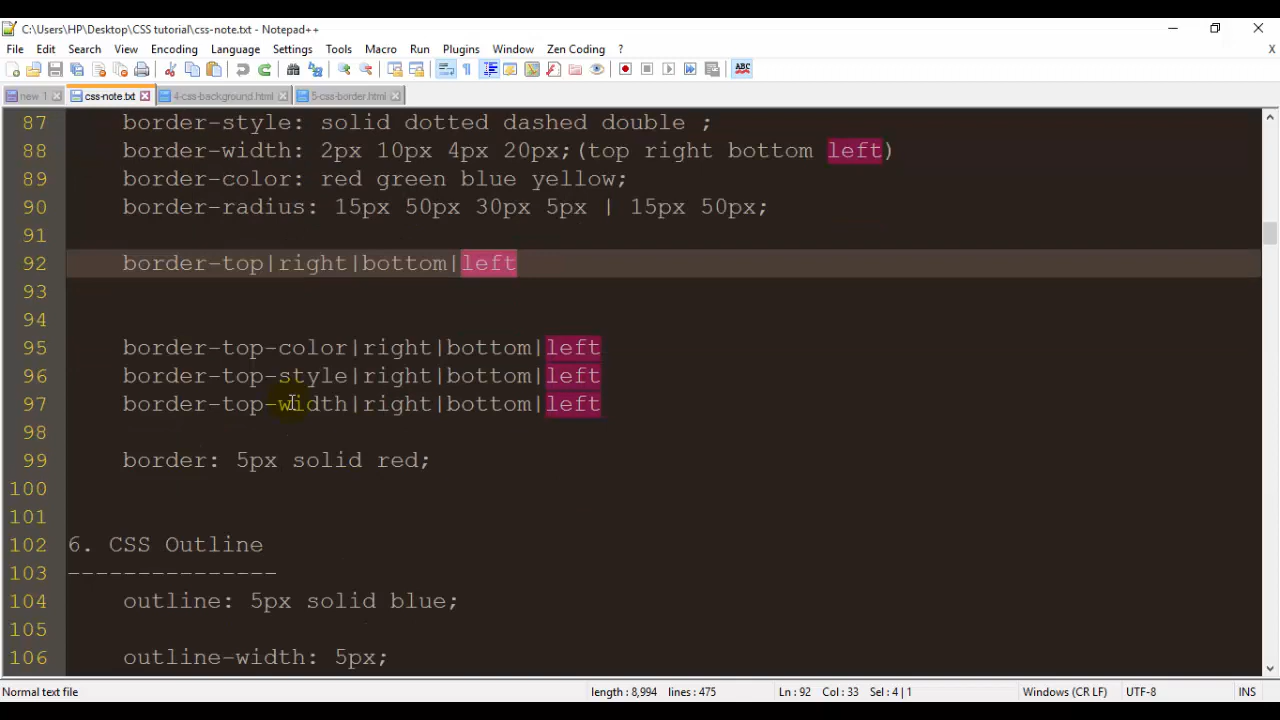 C:\Users\HP\Desktop\CSS tutorial\css-note.txt - Notepad++
File Edit Search View Encoding Language Settings Tools Macro Run Plugins Window Zen Coding ? X
ABC
new 1 css-note.txt 4-css-background.html 5-css-border.html
87 border-style: solid dotted dashed double ;
88 border-width: 2px 10px 4px 20px;(top right bottom left)
89 border-color: red green blue yellow;
90 border-radius: 15px 50px 30px 5px | 15px 50px;
91
92 border-top|right|bottom|left
93
94
95 border-top-color|right|bottom|left
96 border-top-style|right|bottom|left
97 border-top-width|right|bottom|left
98
99 border: 5px solid red;
100
101
102 6. CSS Outline
103 ---------------
104 outline: 5px solid blue;
105
106 outline-width: 5px;
Normal text file length : 8,994 lines : 475 Ln : 92 Col : 33 Sel : 4 | 1 Windows (CR LF) UTF-8 INS